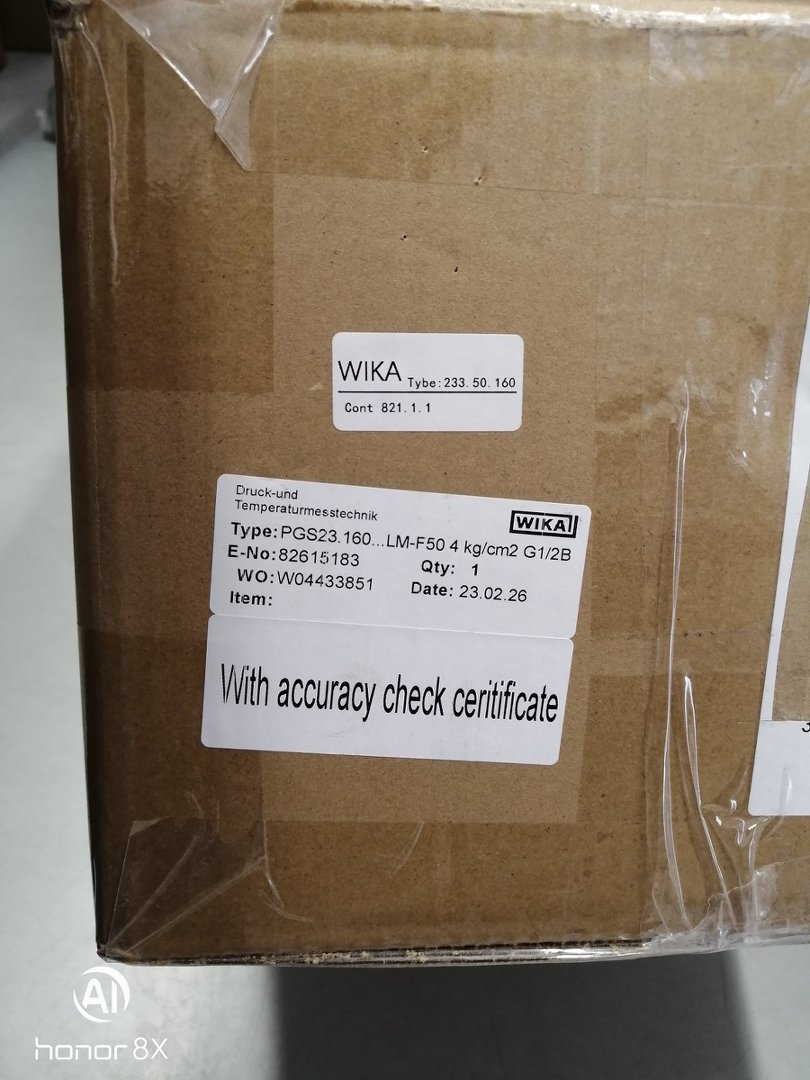 WIKA Tybe:233.50.160
Cont 821.1.1
Druck-und
Temperaturmesstechnik
WIKA
Type:PGS23.160...LM-F50 4 kg/cm2 G1/2B
E-No:82615183 Qty: 1
WO:W04433851 Date: 23.02.26
Item:
With accuracy check ceritificate
AI
honor 8X